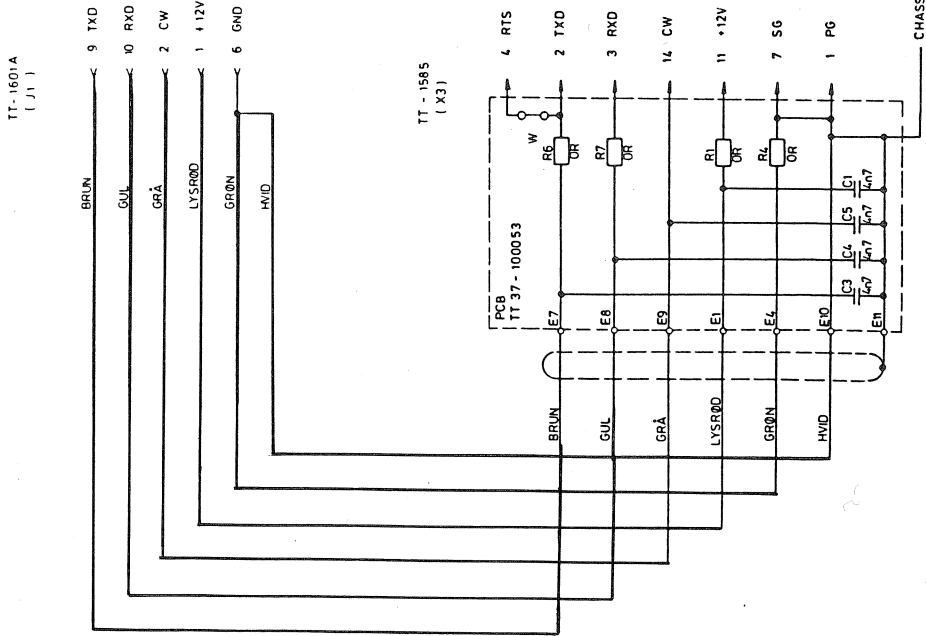 TT-1601A
( J1 )
9 TXD
10 RXD
2 CW
1 +12V
6 GND
BRUN
GUL
GRÅ
LYSRØD
GRØN
HVID
TT-1585
( X3 )
4 RTS
2 TXD
3 RXD
14 CW
11 +12V
7 SG
1 PG
CHASS
W
R6
0R
R7
0R
R1
0R
R4
0R
PCB
TT 37-100053
C1
4n7
C5
4n7
C4
4n7
C3
4n7
E7
E8
E9
E1
E4
E10
E11
BRUN
GUL
GRÅ
LYSRØD
GRØN
HVID